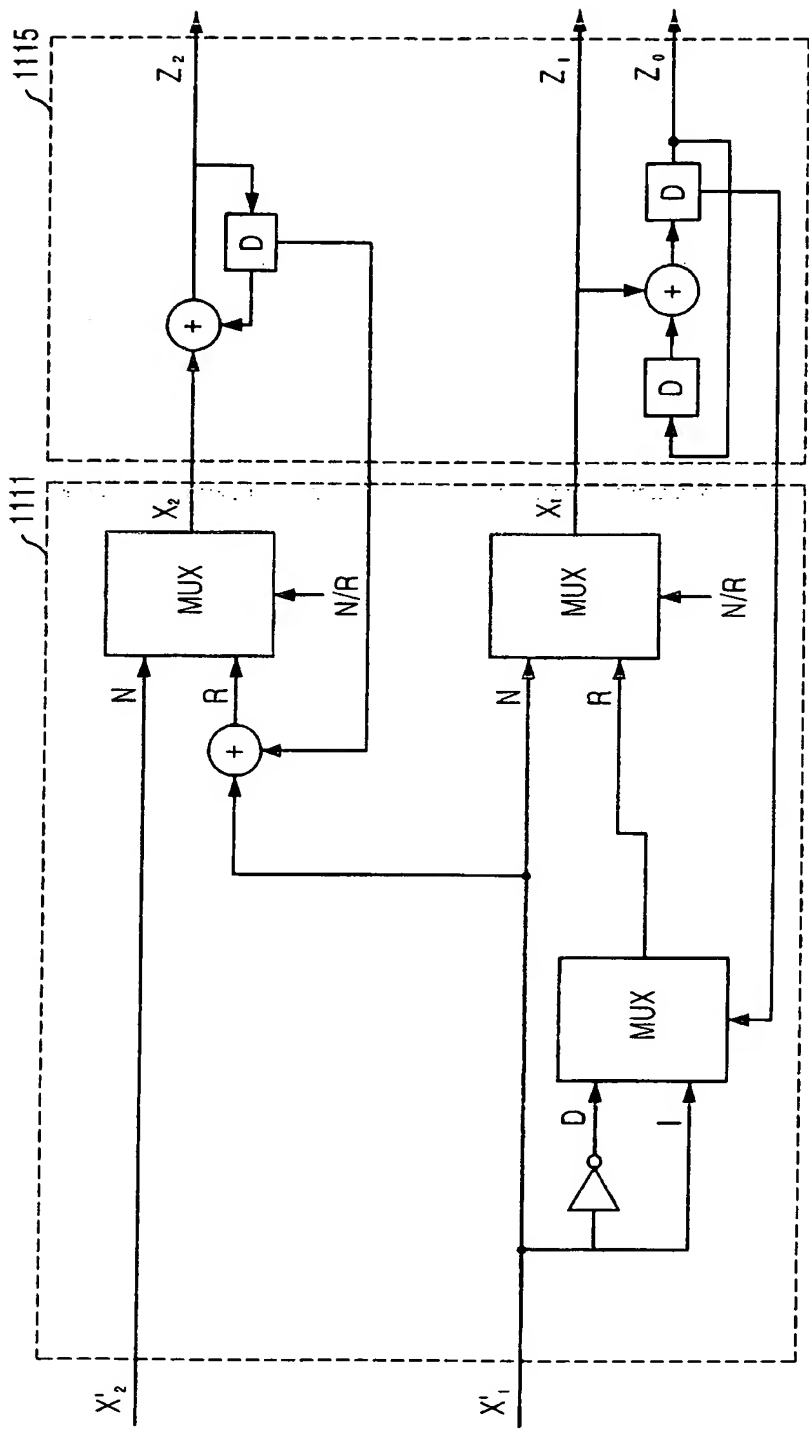 1111
1115
X'2
N
R
+
MUX
X2
N/R
+
D
Z2
X'1
D
I
MUX
N
R
MUX
X1
N/R
D
+
D
Z1
Z0